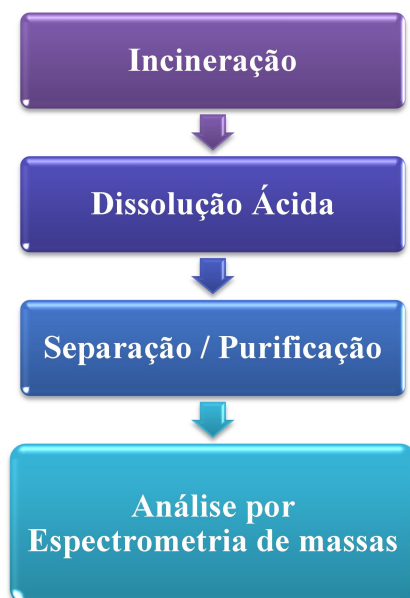 Incineração
Dissolução Ácida
Separação / Purificação
Análise por
Espectrometria de massas